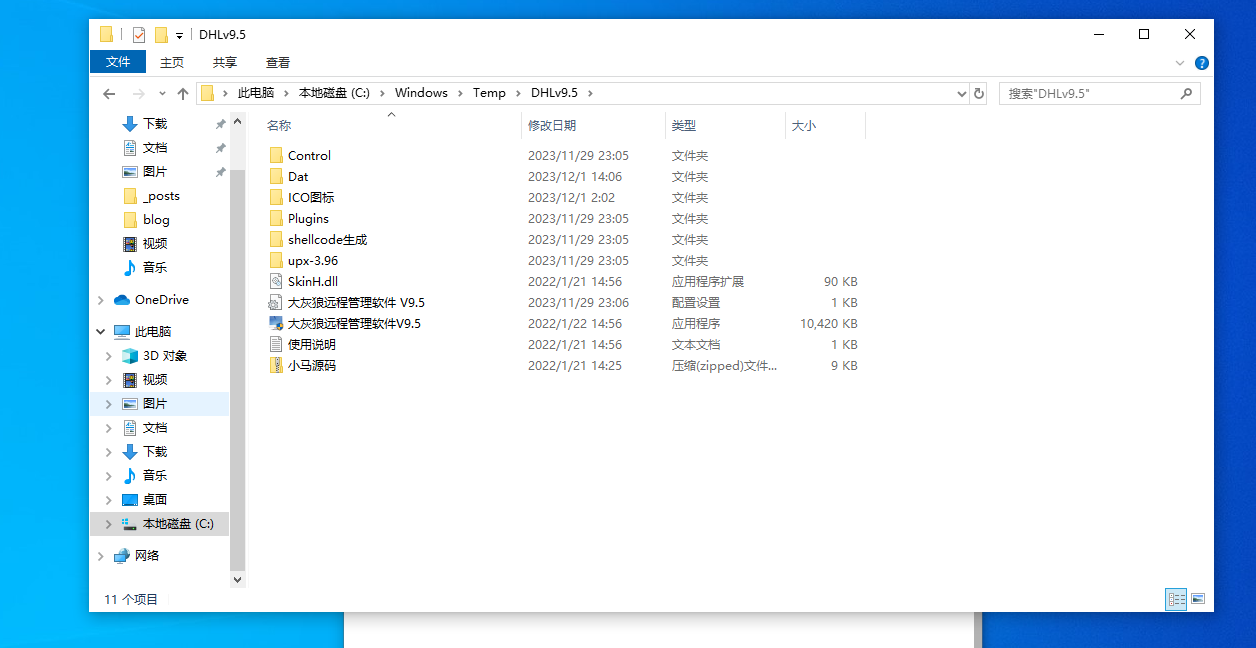 DHLv9.5
文件 主页 共享 查看
此电脑 本地磁盘 (C:) Windows Temp DHLv9.5
搜索"DHLv9.5"
下载
文档
图片
_posts
blog
视频
音乐
OneDrive
此电脑
3D 对象
视频
图片
文档
下载
音乐
桌面
本地磁盘 (C:)
网络
名称 修改日期 类型 大小
Control 2023/11/29 23:05 文件夹
Dat 2023/12/1 14:06 文件夹
ICO图标 2023/12/1 2:02 文件夹
Plugins 2023/11/29 23:05 文件夹
shellcode生成 2023/11/29 23:05 文件夹
upx-3.96 2023/11/29 23:05 文件夹
SkinH.dll 2022/1/21 14:56 应用程序扩展 90 KB
大灰狼远程管理软件 V9.5 2023/11/29 23:06 配置设置 1 KB
大灰狼远程管理软件V9.5 2022/1/22 14:56 应用程序 10,420 KB
使用说明 2022/1/21 14:56 文本文档 1 KB
小马源码 2022/1/21 14:25 压缩(zipped)文件... 9 KB
11 个项目